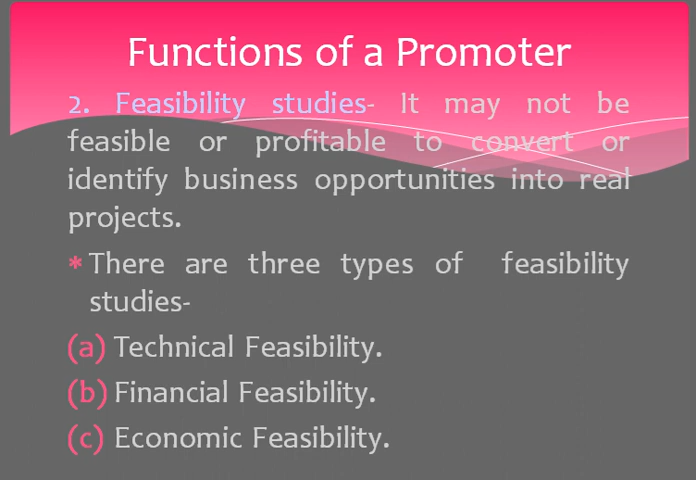 Functions of a Promoter
2. Feasibility studies- It may not be
feasible or profitable to convert or
identify business opportunities into real
projects.
* There are three types of feasibility
studies-
(a) Technical Feasibility.
(b) Financial Feasibility.
(c) Economic Feasibility.